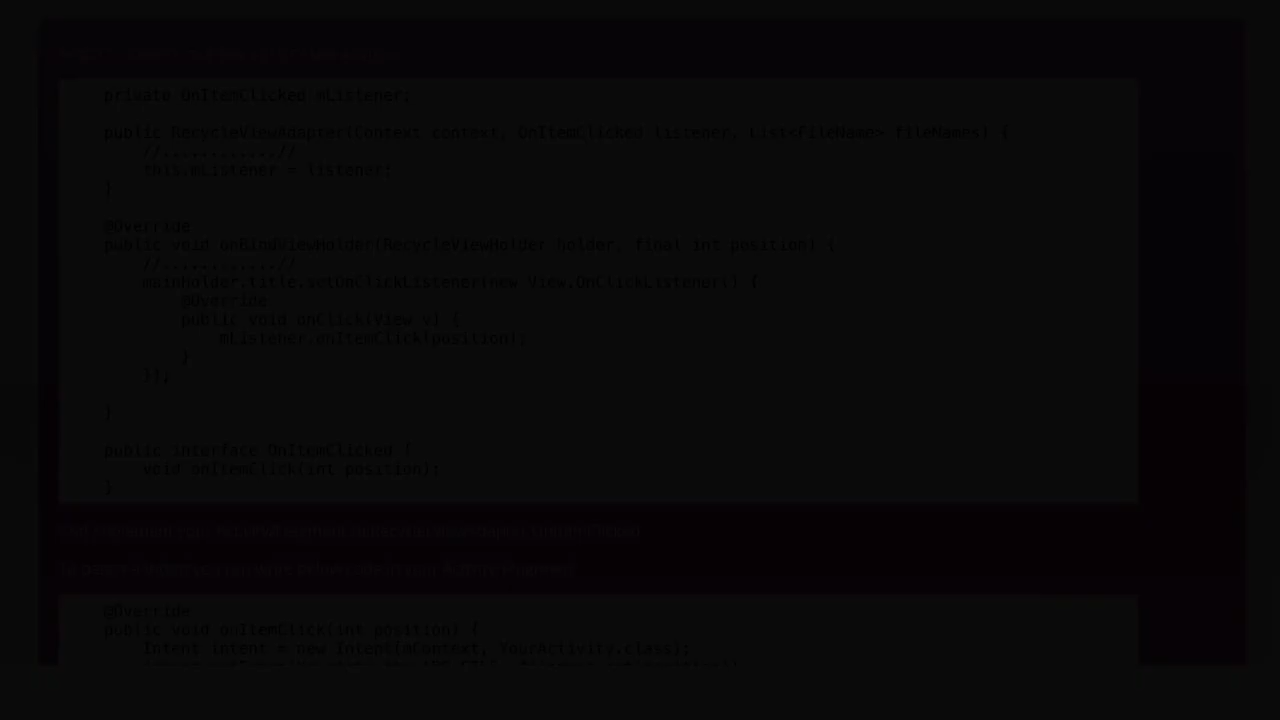 private OnItemClicked mListener;
public RecycleViewAdapter(Context context, OnItemClicked listener, List<FileName> fileNames) {
//............//
this.mListener = listener;
}
@Override
public void onBindViewHolder(RecycleViewHolder holder, final int position) {
//............//
mainHolder.title.setOnClickListener(new View.OnClickListener() {
@Override
public void onClick(View v) {
mListener.onItemClick(position);
}
});
}
public interface OnItemClicked {
void onItemClick(int position);
}
@Override
public void onItemClick(int position) {
Intent intent = new Intent(mContext, YourActivity.class);